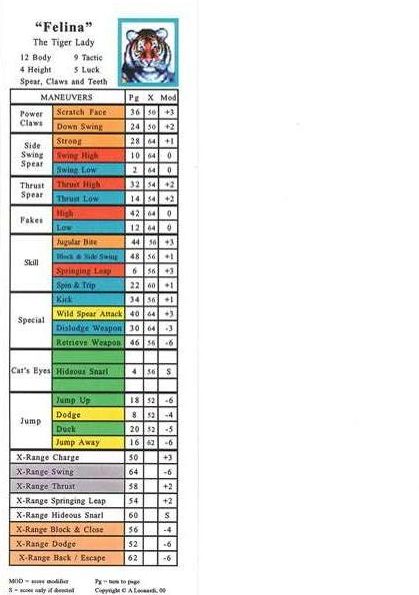 “Felina”
The Tiger Lady
12 Body 9 Tactic
4 Height 5 Luck
Spear, Claws and Teeth
MANEUVERS Pg X Mod
Power Claws
Scratch Face 36 50 +3
Down Swing 24 50 +2
Side Swing Spear
Strong 28 64 +1
Swing High 10 64 0
Swing Low 2 64 0
Thrust Spear
Thrust High 32 54 +2
Thrust Low 14 54 +2
Fakes
High 42 64 0
Low 12 64 0
Skill
Jugular Bite 44 56 +3
Block & Side Swing 48 56 +1
Springing Leap 6 56 +3
Spin & Trip 22 60 +1
Special
Kick 34 56 +1
Wild Spear Attack 40 64 +3
Disludge Weapon 30 64 -3
Retrieve Weapon 46 56 -6
Cat's Eyes
Hideous Snarl 4 56 S
Jump
Jump Up 18 52 -6
Dodge 8 52 -4
Duck 20 52 -5
Jump Away 16 62 -6
X-Range Charge 50 +3
X-Range Swing 64 -6
X-Range Thrust 58 +2
X-Range Springing Leap 54 +2
X-Range Hideous Snarl 60 S
X-Range Block & Close 56 -4
X-Range Dodge 52 -6
X-Range Back / Escape 62 -6
MOD = score modifier Pg = turn to page
S = score only if directed Copyright © A Leonardi, 00